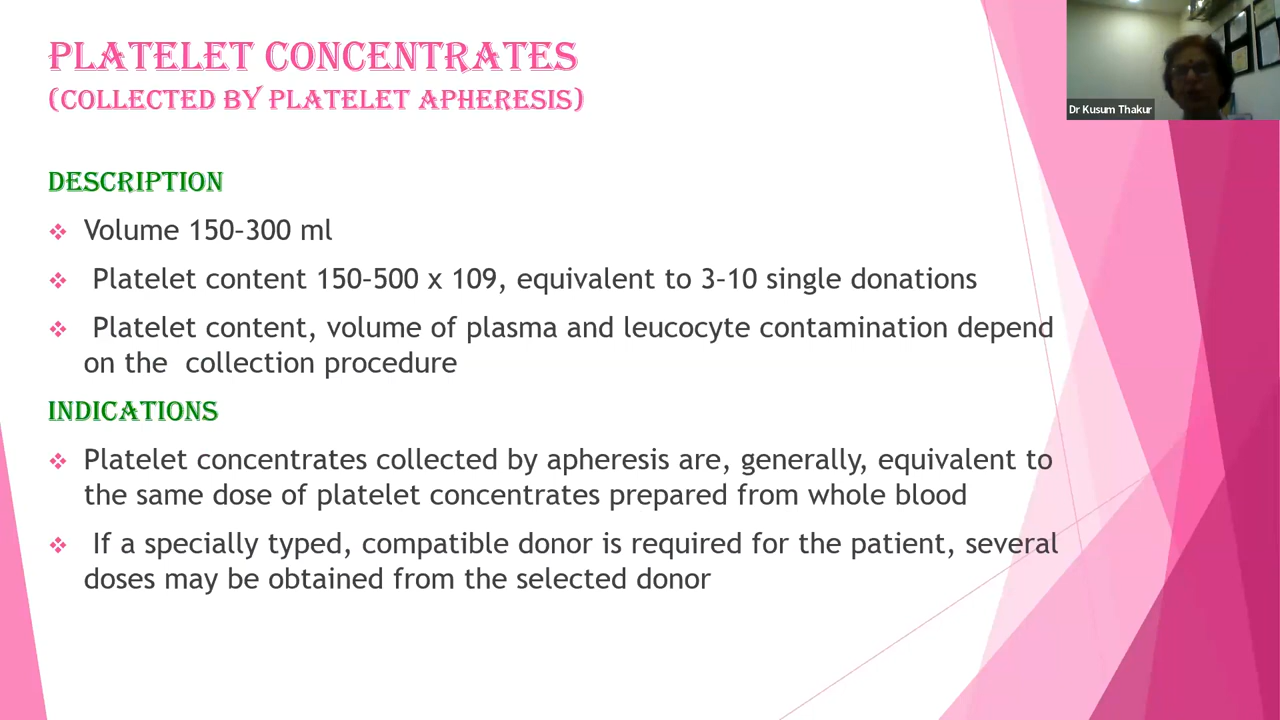 PLATELET CONCENTRATES
(COLLECTED BY PLATELET APHERESIS)
Dr Kusum Thakur
DESCRIPTION
Volume 150–300 ml
Platelet content 150–500 x 109, equivalent to 3–10 single donations
Platelet content, volume of plasma and leucocyte contamination depend
on the collection procedure
INDICATIONS
Platelet concentrates collected by apheresis are, generally, equivalent to
the same dose of platelet concentrates prepared from whole blood
If a specially typed, compatible donor is required for the patient, several
doses may be obtained from the selected donor